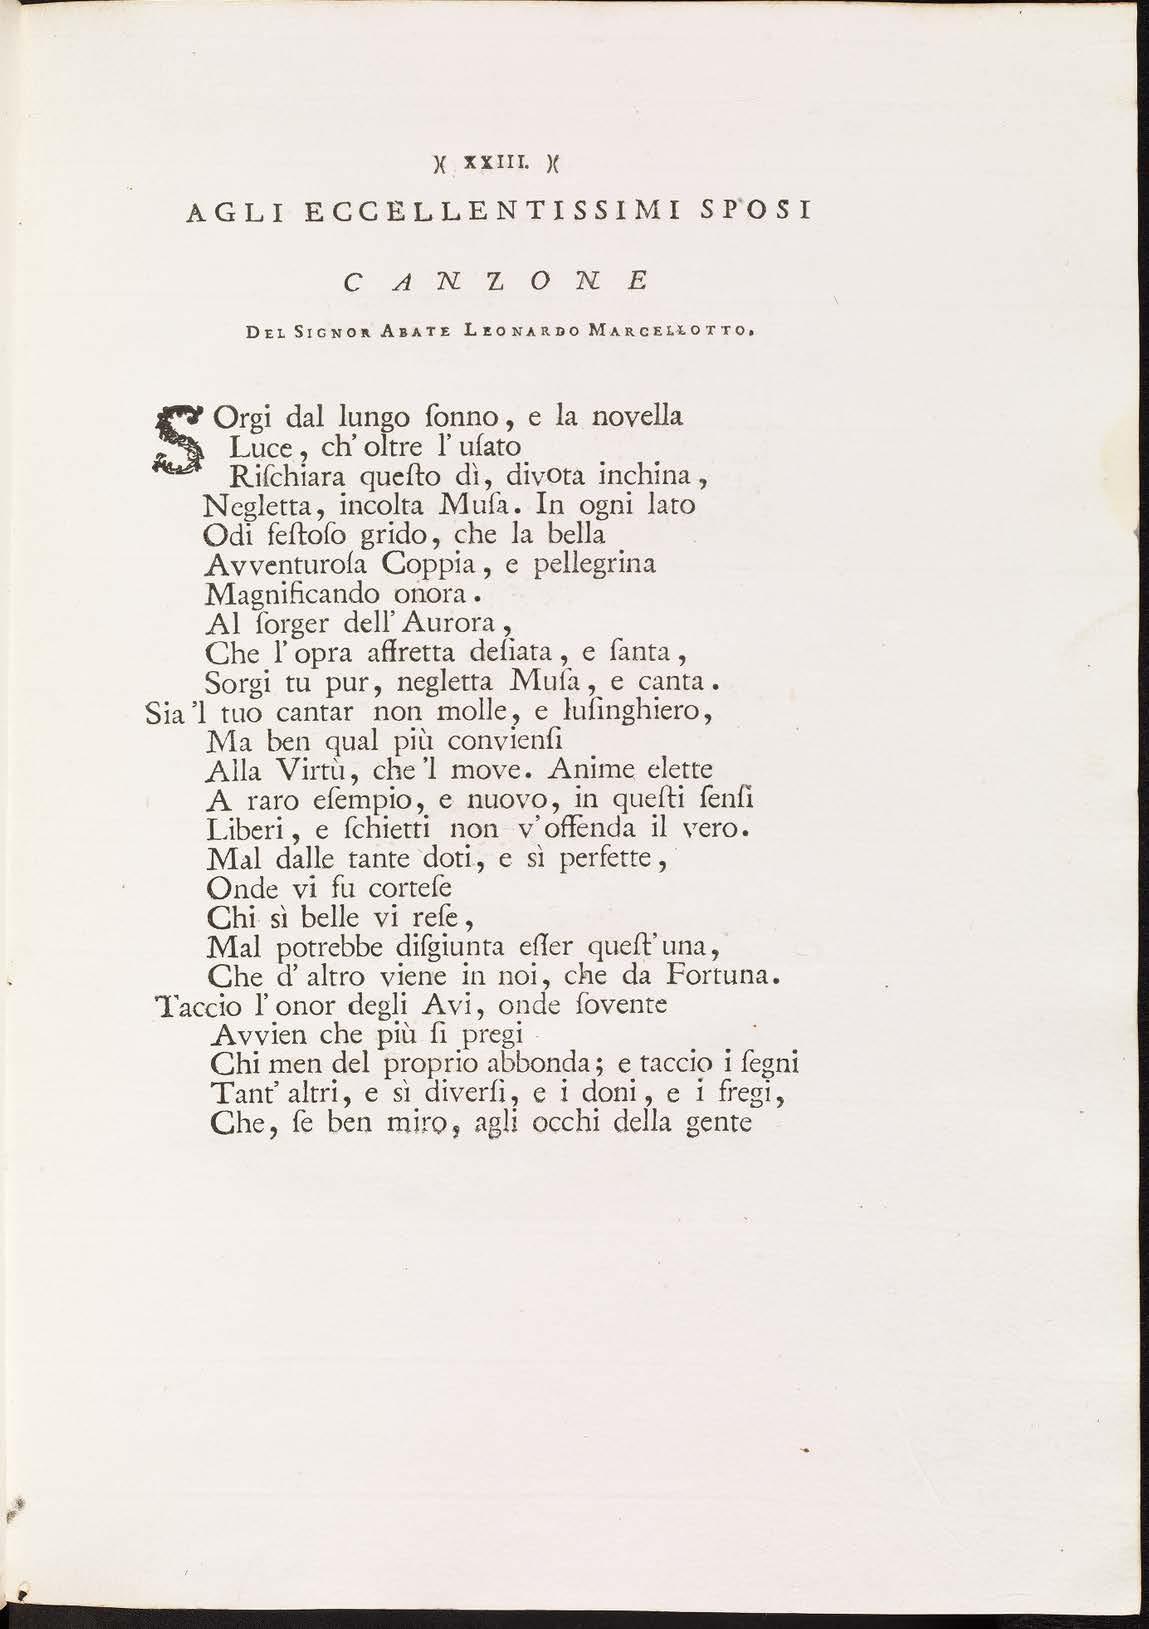 )( XXIII. )(
AGLI ECCELLENTISSIMI SPOSI
CANZONE
DEL SIGNOR ABATE LEONARDO MARCELLOTTO.
SOrgi dal lungo ſonno, e la novella
Luce, ch' oltre l' uſato
Riſchiara queſto dì, divota inchina,
Negletta, incolta Muſa. In ogni lato
Odi feſtoſo grido, che la bella
Avventuroſa Coppia, e pellegrina
Magnificando onora.
Al ſorger dell' Aurora,
Che l' opra affretta deſiata, e ſanta,
Sorgi tu pur, negletta Muſa, e canta.
Sia 'l tuo cantar non molle, e luſinghiero,
Ma ben qual più convienſi
Alla Virtù, che 'l move. Anime elette
A raro eſempio, e nuovo, in queſti ſenſi
Liberi, e ſchietti non v' offenda il vero.
Mal dalle tante doti, e sì perfette,
Onde vi fu corteſe
Chi sì belle vi reſe,
Mal potrebbe diſgiunta eſſer queſt' una,
Che d' altro viene in noi, che da Fortuna.
Taccio l' onor degli Avi, onde ſovente
Avvien che più ſi pregi
Chi men del proprio abbonda; e taccio i ſegni
Tant' altri, e sì diverſi, e i doni, e i fregi,
Che, ſe ben miro, agli occhi della gente